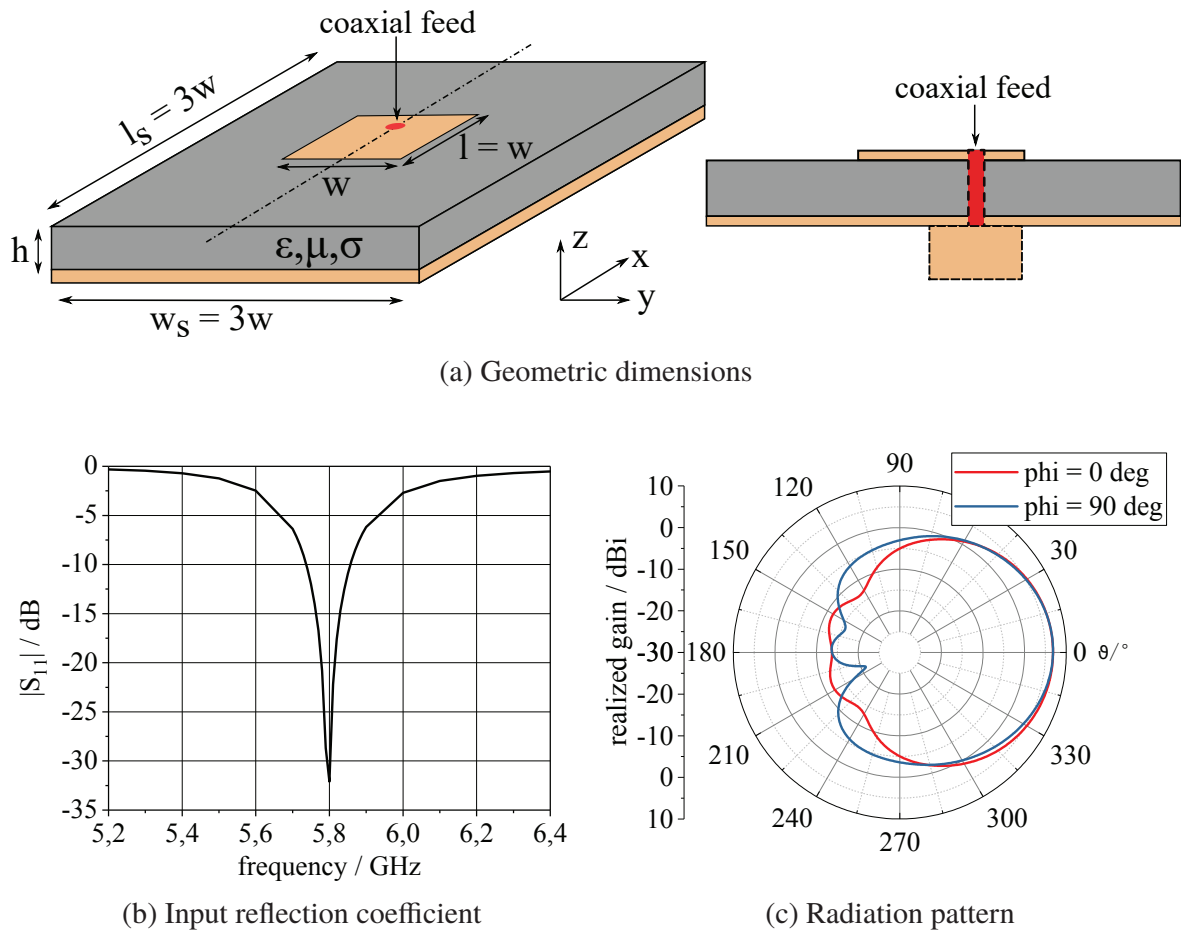 coaxial feed
l_s = 3w
l = w
w
h
ε,μ,σ
w_s = 3w
z
x
y
coaxial feed
(a) Geometric dimensions
|S_11| / dB
0
-5
-10
-15
-20
-25
-30
-35
5,2
5,4
5,6
5,8
6,0
6,2
6,4
frequency / GHz
(b) Input reflection coefficient
realized gain / dBi
10
0
-10
-20
-30
-20
-10
0
10
phi = 0 deg
phi = 90 deg
90
120
150
180
210
240
270
300
330
0 ϑ/°
30
(c) Radiation pattern